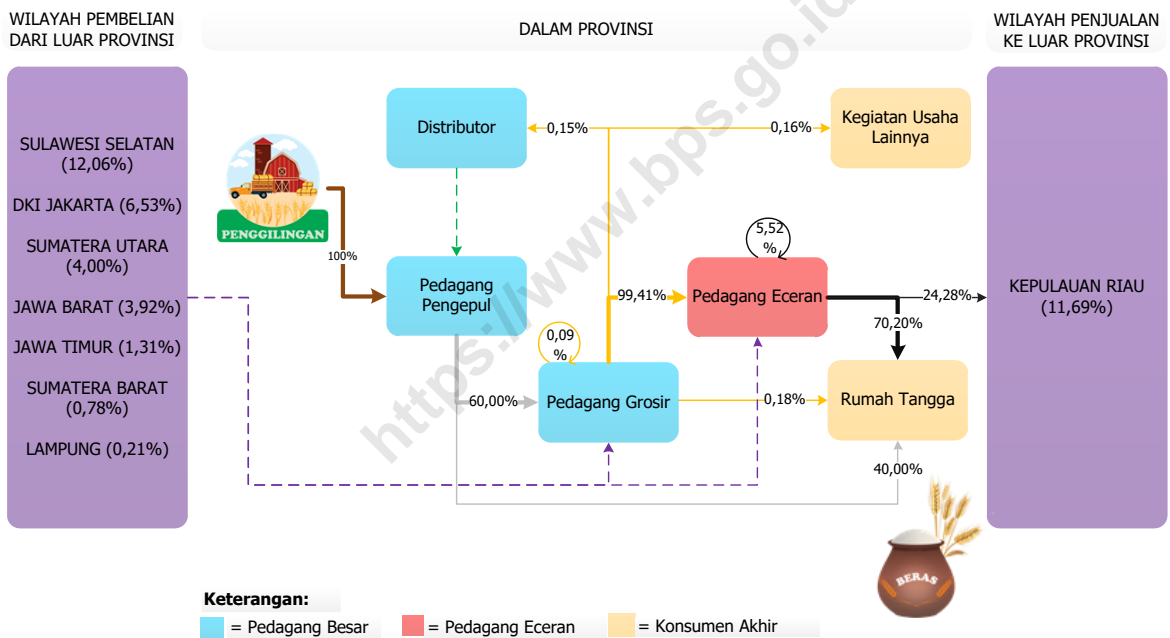 WILAYAH PEMBELIAN
DARI LUAR PROVINSI
DALAM PROVINSI
WILAYAH PENJUALAN
KE LUAR PROVINSI
SULAWESI SELATAN
(12,06%)
DKI JAKARTA (6,53%)
SUMATERA UTARA
(4,00%)
JAWA BARAT (3,92%)
JAWA TIMUR (1,31%)
SUMATERA BARAT
(0,78%)
LAMPUNG (0,21%)
PENGGILINGAN
100%
Distributor
0,15%
0,16%
Kegiatan Usaha
Lainnya
Pedagang
Pengepul
5,52
%
99,41%
Pedagang Eceran
24,28%
70,20%
KEPULAUAN RIAU
(11,69%)
0,09
%
60,00%
Pedagang Grosir
0,18%
Rumah Tangga
40,00%
BERAS
https://www.bps.go.id
Keterangan:
= Pedagang Besar
= Pedagang Eceran
= Konsumen Akhir